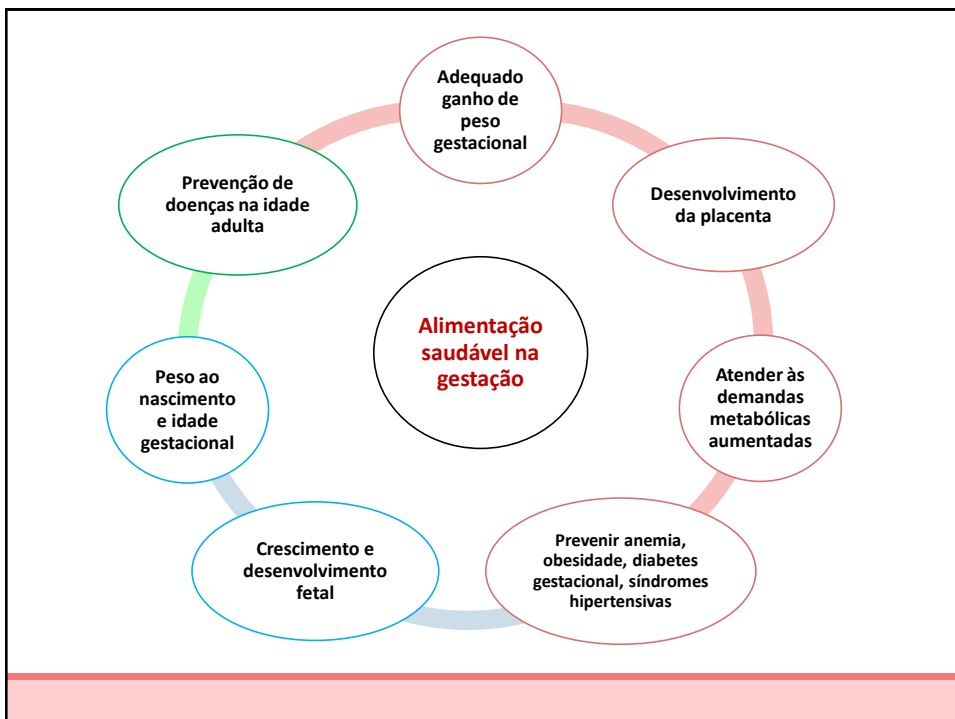 Adequado
ganho de
peso
gestacional
Desenvolvimento
da placenta
Atender às
demandas
metabólicas
aumentadas
Prevenir anemia,
obesidade, diabetes
gestacional, síndromes
hipertensivas
Crescimento e
desenvolvimento
fetal
Peso ao
nascimento
e idade
gestacional
Prevenção de
doenças na idade
adulta
Alimentação
saudável na
gestação